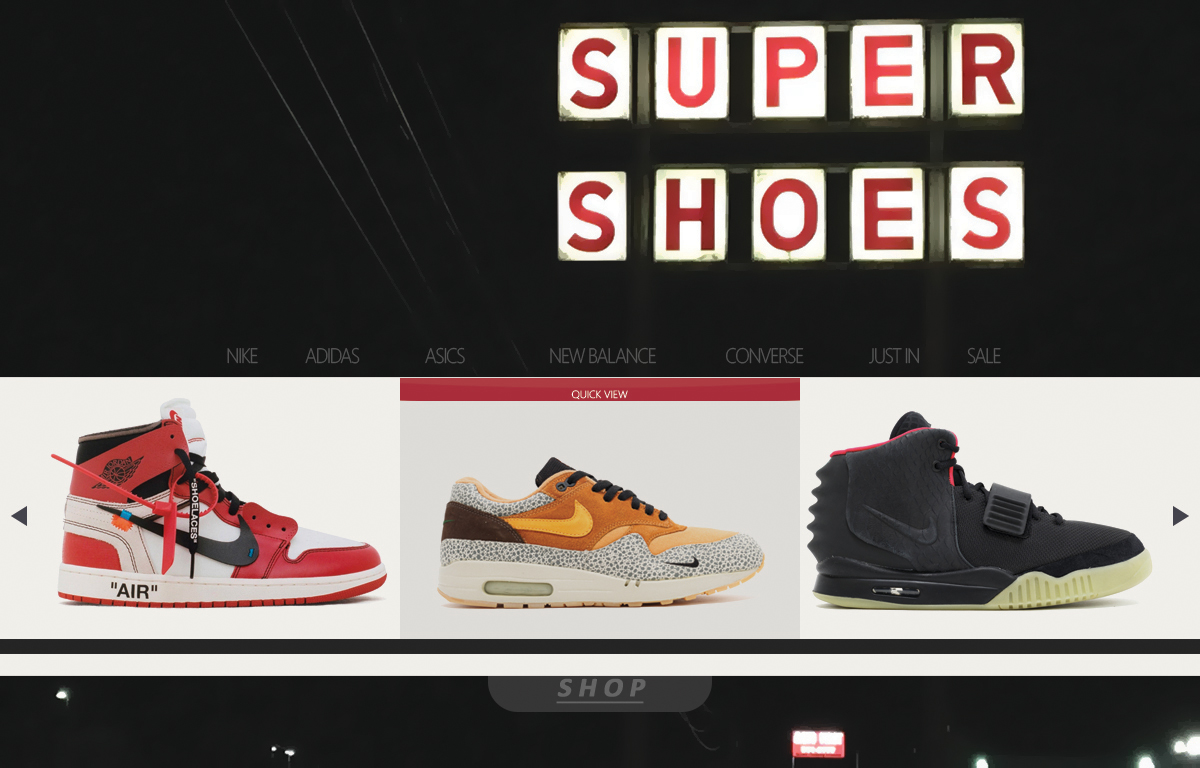 SUPER
SHOES
NIKE ADIDAS ASICS NEW BALANCE CONVERSE JUST IN SALE
QUICK VIEW
"SHOELACES"
"AIR"
SHOP